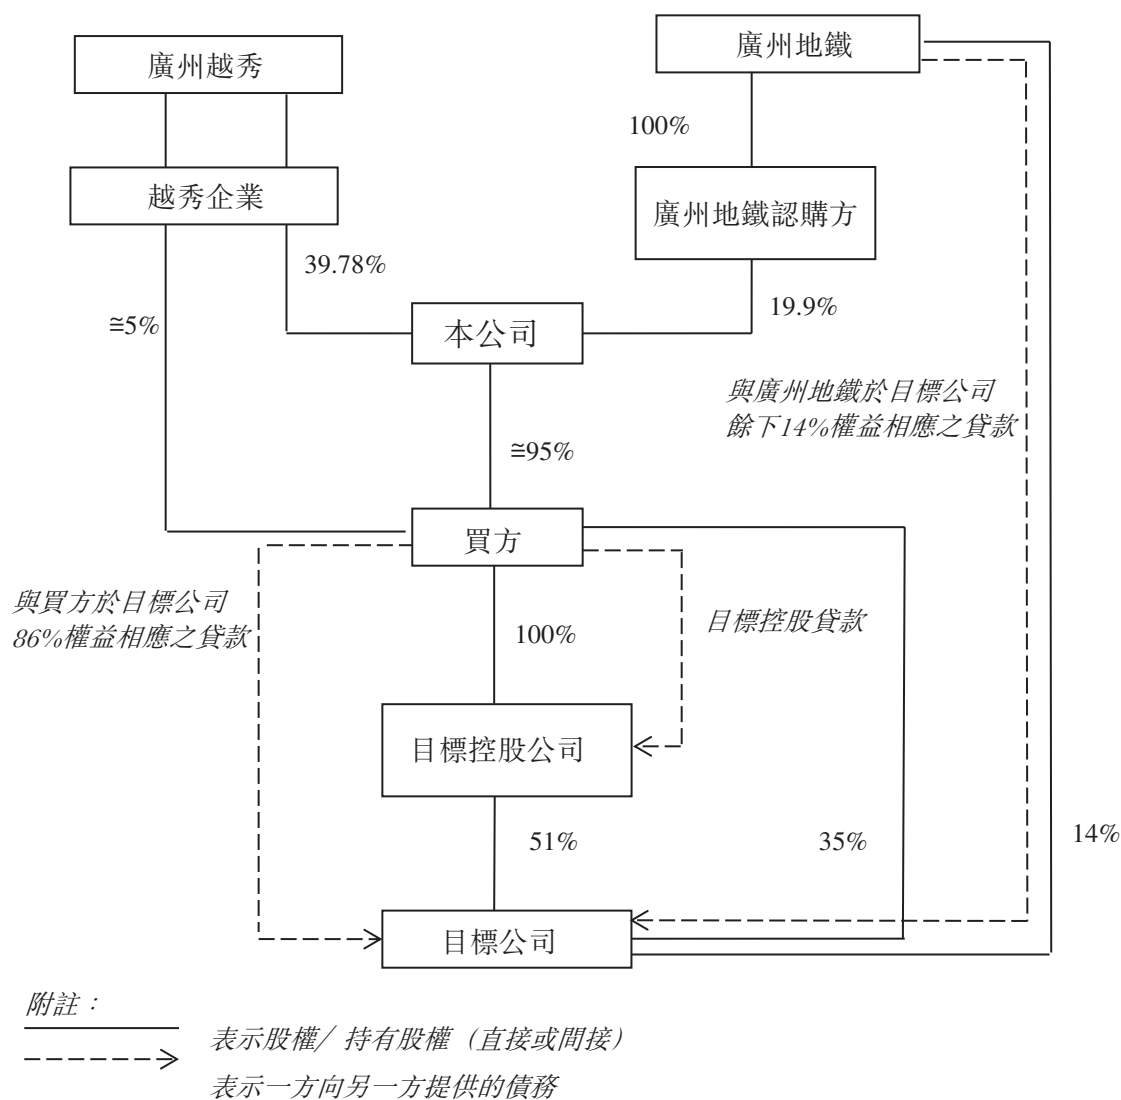 廣州越秀
廣州地鐵
100%
越秀企業
廣州地鐵認購方
39.78%
19.9%
≅5%
本公司
與廣州地鐵於目標公司
餘下14%權益相應之貸款
≅95%
買方
與買方於目標公司
86%權益相應之貸款
100%
目標控股貸款
目標控股公司
51%
35%
14%
目標公司
附註：
表示股權/ 持有股權（直接或間接）
表示一方向另一方提供的債務